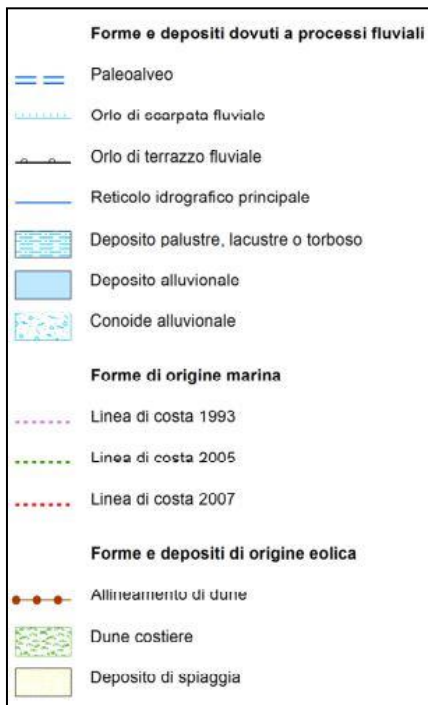 Forme e depositi dovuti a processi fluviali
Paleoalveo
Orlo di scarpata fluviale
Orlo di terrazzo fluviale
Reticolo idrografico principale
Deposito palustre, lacustre o torboso
Deposito alluvionale
Conoide alluvionale
Forme di origine marina
Linea di costa 1993
Linea di costa 2005
Linea di costa 2007
Forme e depositi di origine eolica
Allineamento di dune
Dune costiere
Deposito di spiaggia